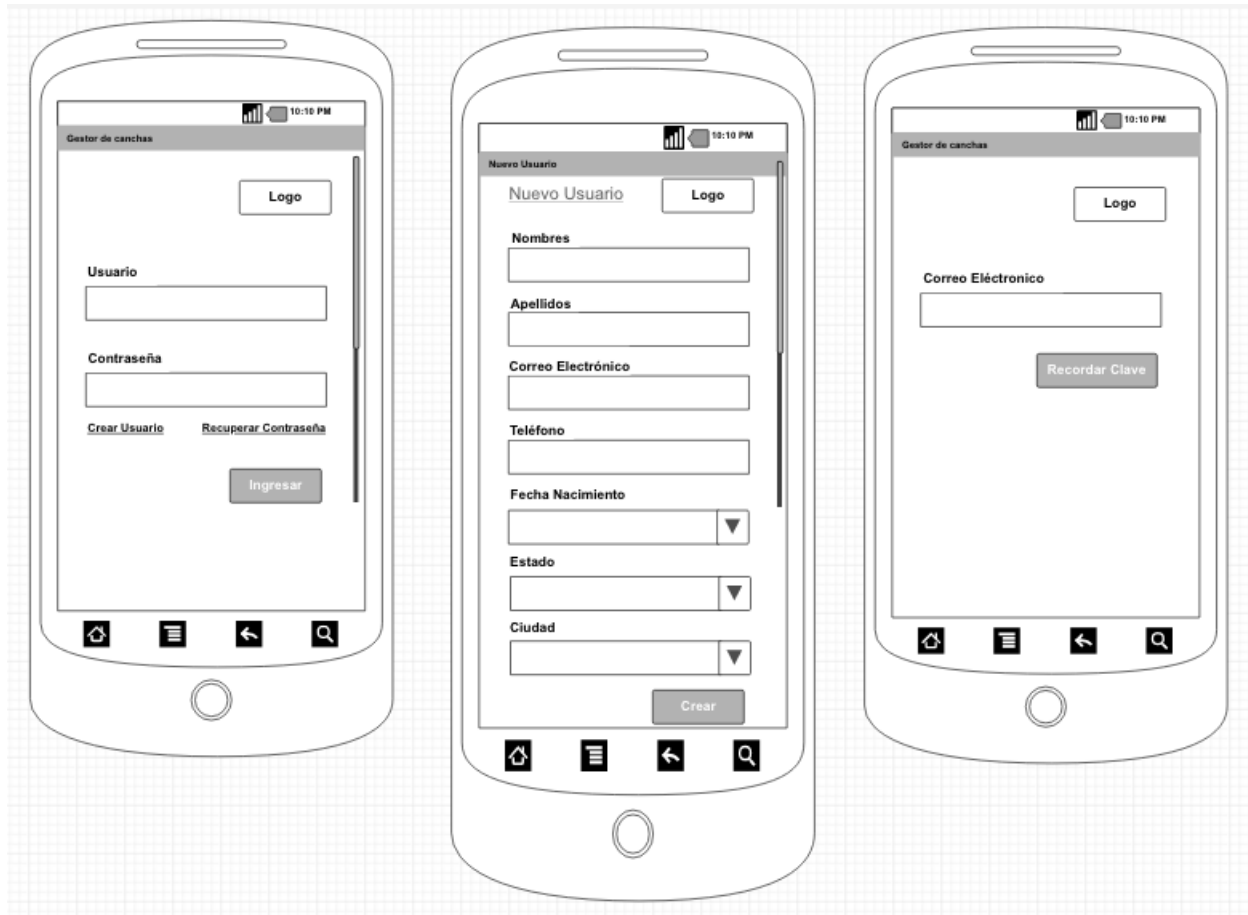 10:10 PM
Gestor de canchas
Logo
Usuario
Contraseña
Crear Usuario Recuperar Contraseña
Ingresar
10:10 PM
Nuevo Usuario
Nuevo Usuario Logo
Nombres
Apellidos
Correo Electrónico
Teléfono
Fecha Nacimiento
Estado
Ciudad
Crear
10:10 PM
Gestor de canchas
Logo
Correo Eléctronico
Recordar Clave